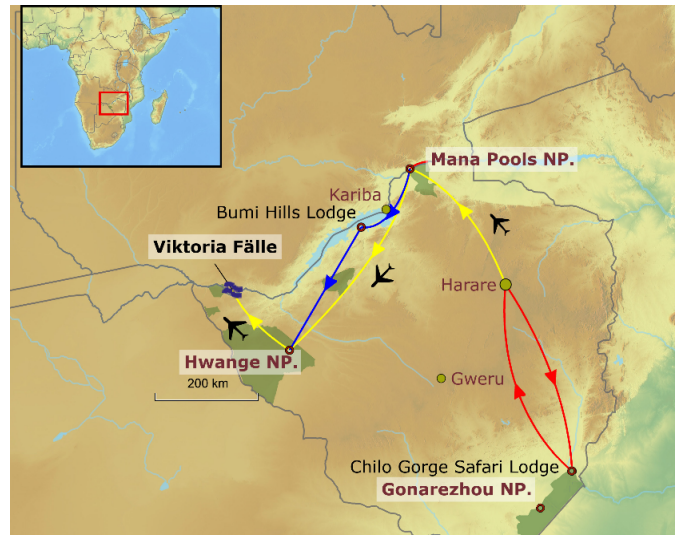 Mana Pools NP.
Kariba
Bumi Hills Lodge
Viktoria Fälle
Harare
Hwange NP.
200 km
Gweru
Chilo Gorge Safari Lodge
Gonarezhou NP.